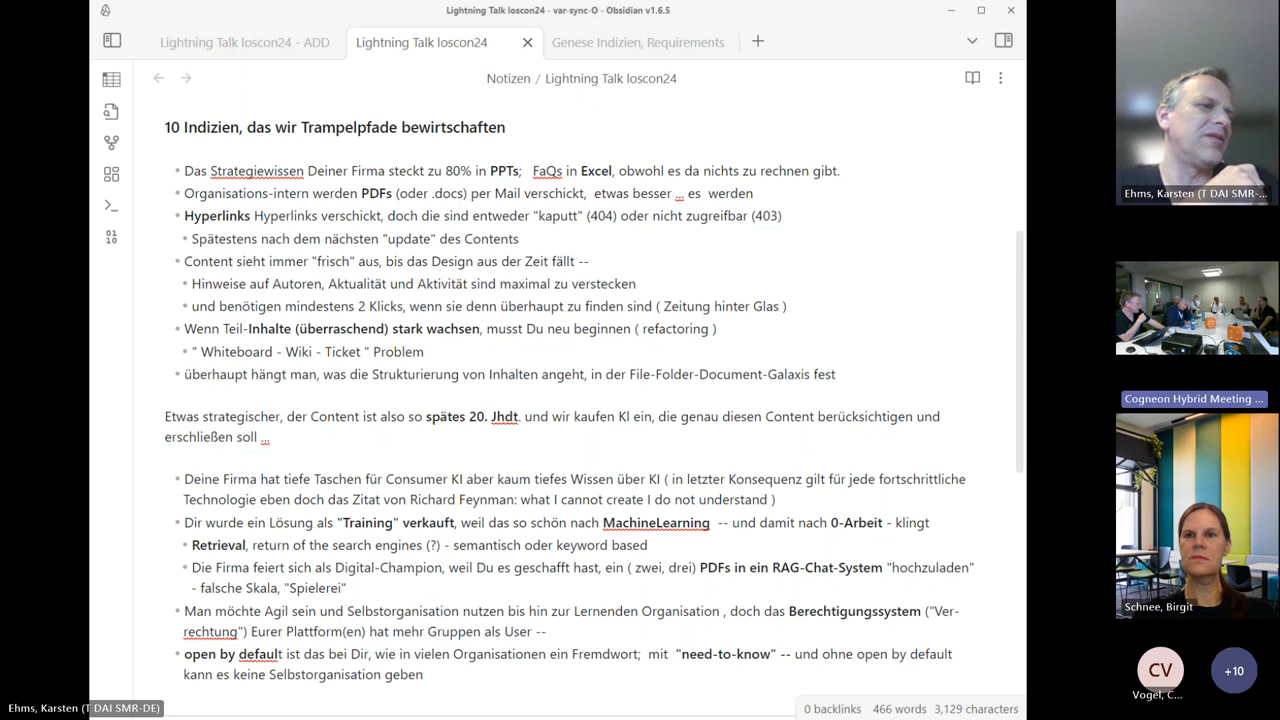 Lightning Talk loscon24 - var-sync-O - Obsidian v1.6.5
Lightning Talk loscon24 - ADD
Lightning Talk loscon24
Genese Indizien, Requirements
Notizen / Lightning Talk loscon24
10 Indizien, das wir Trampelpfade bewirtschaften
Das Strategiewissen Deiner Firma steckt zu 80% in PPTs; FaQs in Excel, obwohl es da nichts zu rechnen gibt.
Organisations-intern werden PDFs (oder .docs) per Mail verschickt, etwas besser ... es werden
Hyperlinks Hyperlinks verschickt, doch die sind entweder "kaputt" (404) oder nicht zugreifbar (403)
Spätestens nach dem nächsten "update" des Contents
Content sieht immer "frisch" aus, bis das Design aus der Zeit fällt --
Hinweise auf Autoren, Aktualität und Aktivität sind maximal zu verstecken
und benötigen mindestens 2 Klicks, wenn sie denn überhaupt zu finden sind ( Zeitung hinter Glas )
Wenn Teil-Inhalte (überraschend) stark wachsen, musst Du neu beginnen ( refactoring )
" Whiteboard - Wiki - Ticket " Problem
überhaupt hängt man, was die Strukturierung von Inhalten angeht, in der File-Folder-Document-Galaxis fest
Etwas strategischer, der Content ist also so spätes 20. Jhdt. und wir kaufen KI ein, die genau diesen Content berücksichtigen und
erschließen soll ...
Deine Firma hat tiefe Taschen für Consumer KI aber kaum tiefes Wissen über KI ( in letzter Konsequenz gilt für jede fortschrittliche
Technologie eben doch das Zitat von Richard Feynman: what I cannot create I do not understand )
Dir wurde ein Lösung als "Training" verkauft, weil das so schön nach MachineLearning -- und damit nach 0-Arbeit - klingt
Retrieval, return of the search engines (?) - semantisch oder keyword based
Die Firma feiert sich als Digital-Champion, weil Du es geschafft hast, ein ( zwei, drei) PDFs in ein RAG-Chat-System "hochzuladen"
- falsche Skala, "Spielerei"
Man möchte Agil sein und Selbstorganisation nutzen bis hin zur Lernenden Organisation , doch das Berechtigungssystem ("Ver-
rechtung") Eurer Plattform(en) hat mehr Gruppen als User --
open by default ist das bei Dir, wie in vielen Organisationen ein Fremdwort; mit "need-to-know" -- und ohne open by default
kann es keine Selbstorganisation geben
0 backlinks 466 words 3,129 characters
Ehms, Karsten (T DAI SMR-DE)
Ehms, Karsten (T DAI SMR-...
Cogneon Hybrid Meeting ...
Schnee, Birgit
CV
+10
Vogel, C...